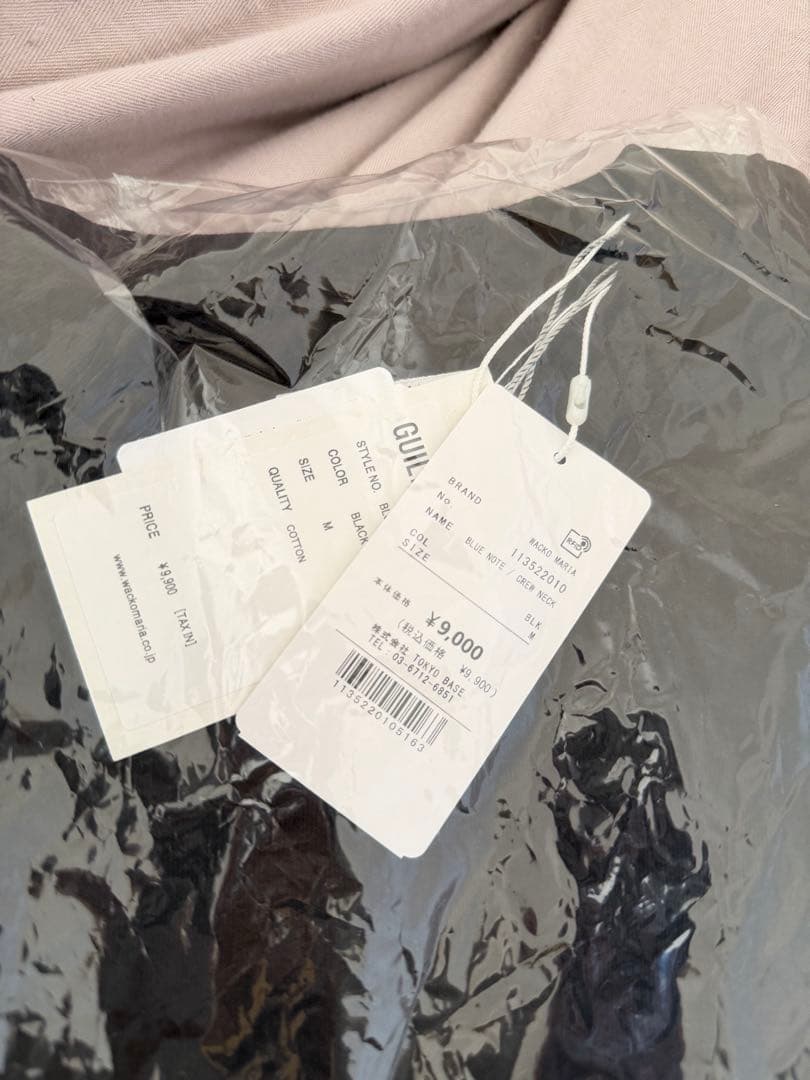 GUIL
STYLE NO. BL
COLOR BLACK
SIZE M
QUALITY COTTON
PRICE ¥9,900 [TAX IN]
www.wackomaria.co.jp
BRAND WACKO MARIA
No. 113522010
NAME BLUE NOTE / CREW NECK
COL BLK
SIZE M
RFID
本体価格 ¥9,000
(税込価格 ¥9,900)
株式会社 TOKYO BASE
TEL: 03-6712-6851
1135220105163